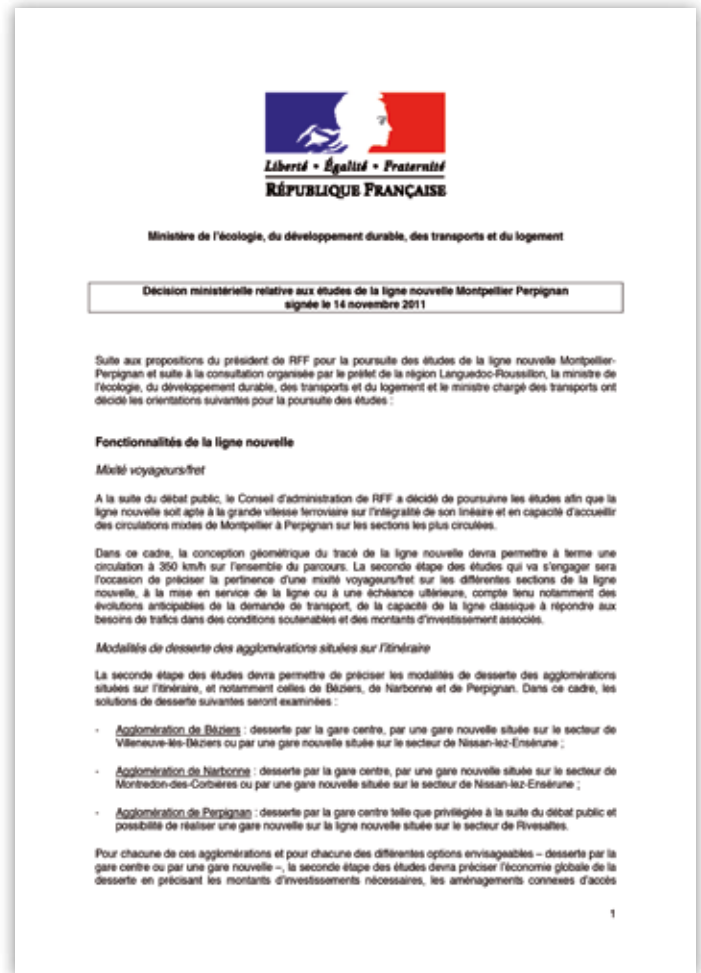 Liberté • Égalité • Fraternité
RÉPUBLIQUE FRANÇAISE
Ministère de l'écologie, du développement durable, des transports et du logement
Décision ministérielle relative aux études de la ligne nouvelle Montpellier Perpignan
signée le 14 novembre 2011
Suite aux propositions du président de RFF pour la poursuite des études de la ligne nouvelle Montpellier-
Perpignan et suite à la consultation organisée par le préfet de la région Languedoc-Roussillon, la ministre de
l'écologie, du développement durable, des transports et du logement et le ministre chargé des transports ont
décidé les orientations suivantes pour la poursuite des études :
Fonctionnalités de la ligne nouvelle
Mixité voyageurs/fret
A la suite du débat public, le Conseil d'administration de RFF a décidé de poursuivre les études afin que la
ligne nouvelle soit apte à la grande vitesse ferroviaire sur l'intégralité de son linéaire et en capacité d'accueillir
des circulations mixtes de Montpellier à Perpignan sur les sections les plus circulées.
Dans ce cadre, la conception géométrique du tracé de la ligne nouvelle devra permettre à terme une
circulation à 350 km/h sur l'ensemble du parcours. La seconde étape des études qui va s'engager sera
l'occasion de préciser la pertinence d'une mixité voyageurs/fret sur les différentes sections de la ligne
nouvelle, à la mise en service de la ligne ou à une échéance ultérieure, compte tenu notamment des
évolutions anticipables de la demande de transport, de la capacité de la ligne classique à répondre aux
besoins de trafics dans des conditions soutenables et des montants d'investissement associés.
Modalités de desserte des agglomérations situées sur l'itinéraire
La seconde étape des études devra permettre de préciser les modalités de desserte des agglomérations
situées sur l'itinéraire, et notamment celles de Béziers, de Narbonne et de Perpignan. Dans ce cadre, les
solutions de desserte suivantes seront examinées :
- Agglomération de Béziers : desserte par la gare centre, par une gare nouvelle située sur le secteur de
Villeneuve-lès-Béziers ou par une gare nouvelle située sur le secteur de Nissan-lez-Ensérune ;
- Agglomération de Narbonne : desserte par la gare centre, par une gare nouvelle située sur le secteur de
Montredon-des-Corbières ou par une gare nouvelle située sur le secteur de Nissan-lez-Ensérune ;
- Agglomération de Perpignan : desserte par la gare centre telle que privilégiée à la suite du débat public et
possibilité de réaliser une gare nouvelle sur la ligne nouvelle située sur le secteur de Rivesaltes.
Pour chacune de ces agglomérations et pour chacune des différentes options envisageables – desserte par la
gare centre ou par une gare nouvelle –, la seconde étape des études devra préciser l'économie globale de la
desserte en précisant les montants d'investissements nécessaires, les aménagements connexes d'accès
1